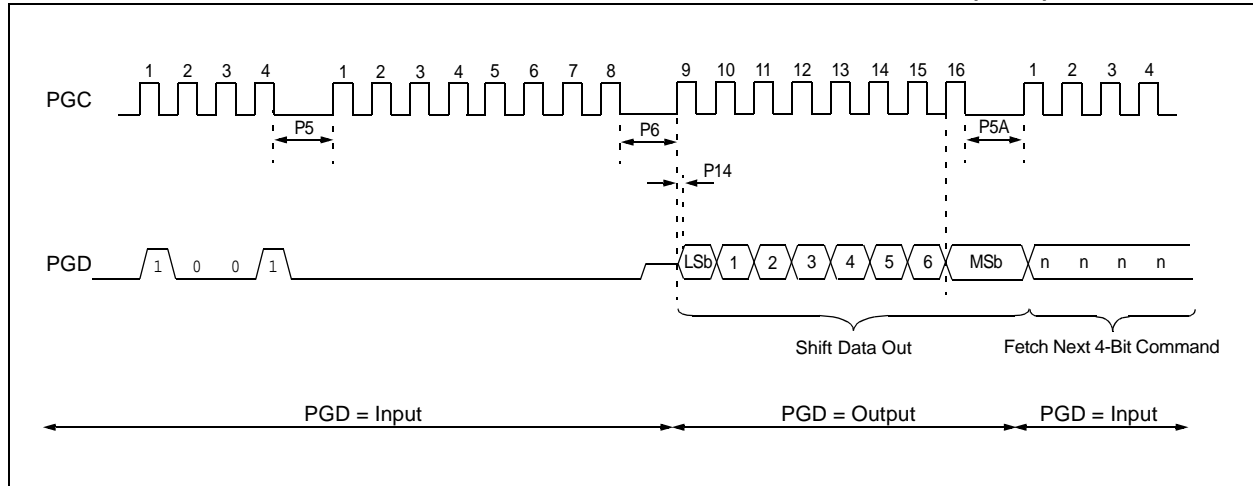 1 2 3 4 1 2 3 4 5 6 7 8 9 10 11 12 13 14 15 16 1 2 3 4
PGC
P5 P6 P5A
P14
PGD 1 0 0 1 LSb 1 2 3 4 5 6 MSb n n n n
Shift Data Out Fetch Next 4-Bit Command
PGD = Input PGD = Output PGD = Input